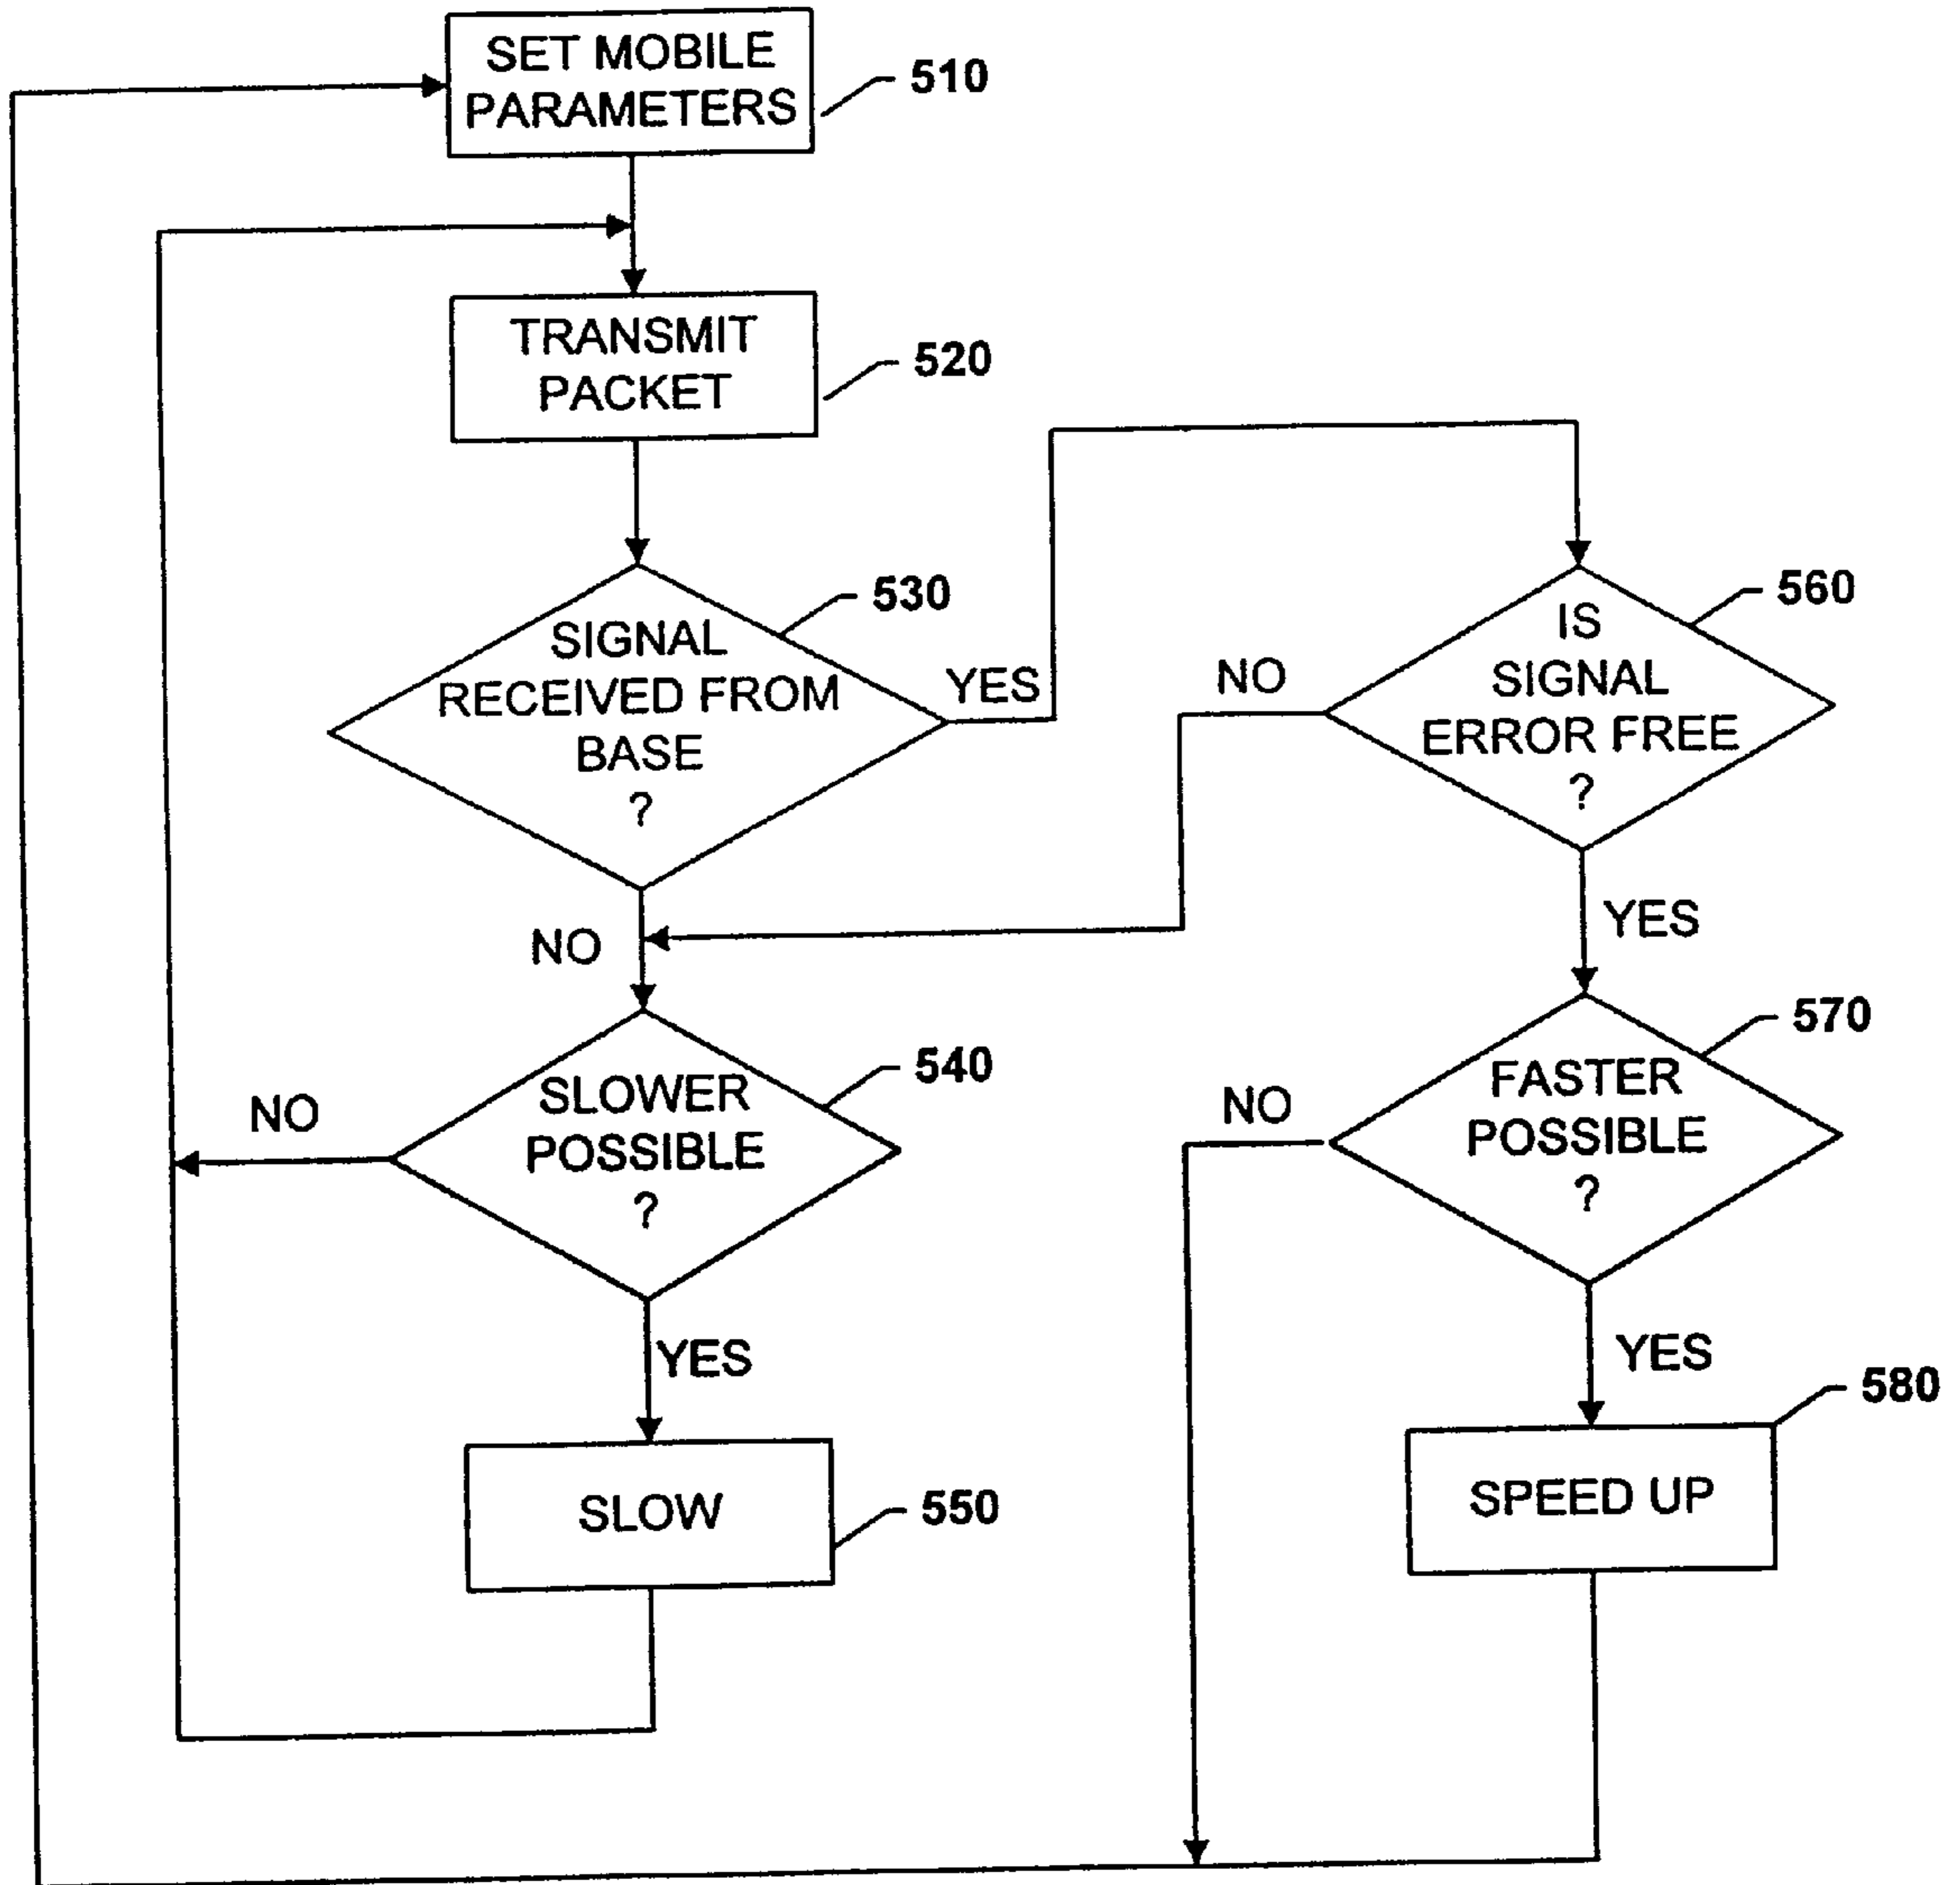 SET MOBILE
PARAMETERS
510
TRANSMIT
PACKET
520
SIGNAL
RECEIVED FROM
BASE
?
530
YES
NO
IS
SIGNAL
ERROR FREE
?
560
NO
YES
SLOWER
POSSIBLE
?
540
NO
YES
FASTER
POSSIBLE
?
570
NO
YES
SLOW
550
SPEED UP
580